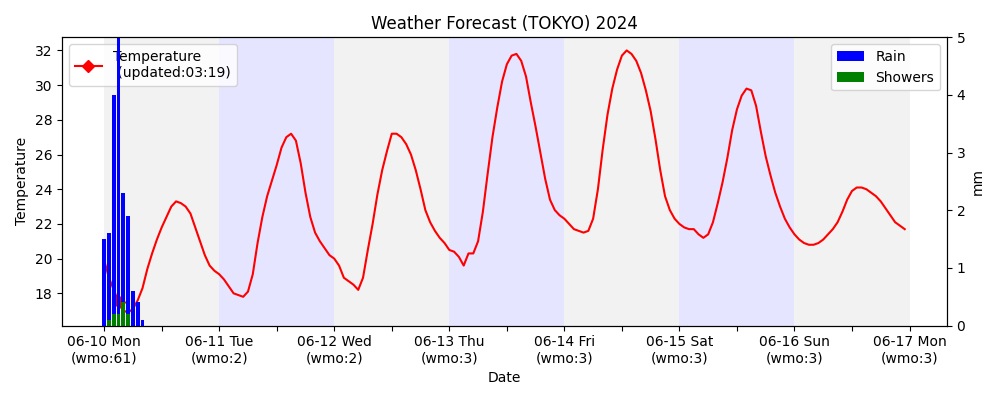 Weather Forecast (TOKYO) 2024
Temperature
(updated:03:19)
Rain
Showers
Temperature
32
30
28
26
24
22
20
18
5
4
3
2
1
0
mm
06-10 Mon
(wmo:61)
06-11 Tue
(wmo:2)
06-12 Wed
(wmo:2)
06-13 Thu
(wmo:3)
06-14 Fri
(wmo:3)
06-15 Sat
(wmo:3)
06-16 Sun
(wmo:3)
06-17 Mon
(wmo:3)
Date